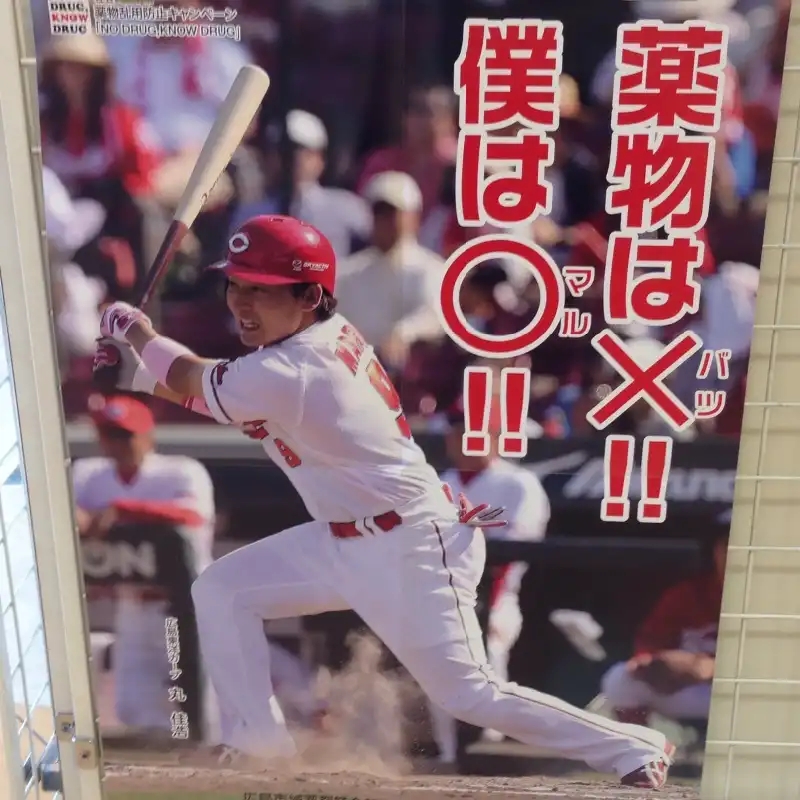 DRUG,
KNOW
DRUG
薬物乱用防止キャンペーン
「NO DRUG,KNOW DRUG」
薬物は×!!
バツ
僕は〇!!
マル
C
9
広島東洋カープ 丸 佳浩